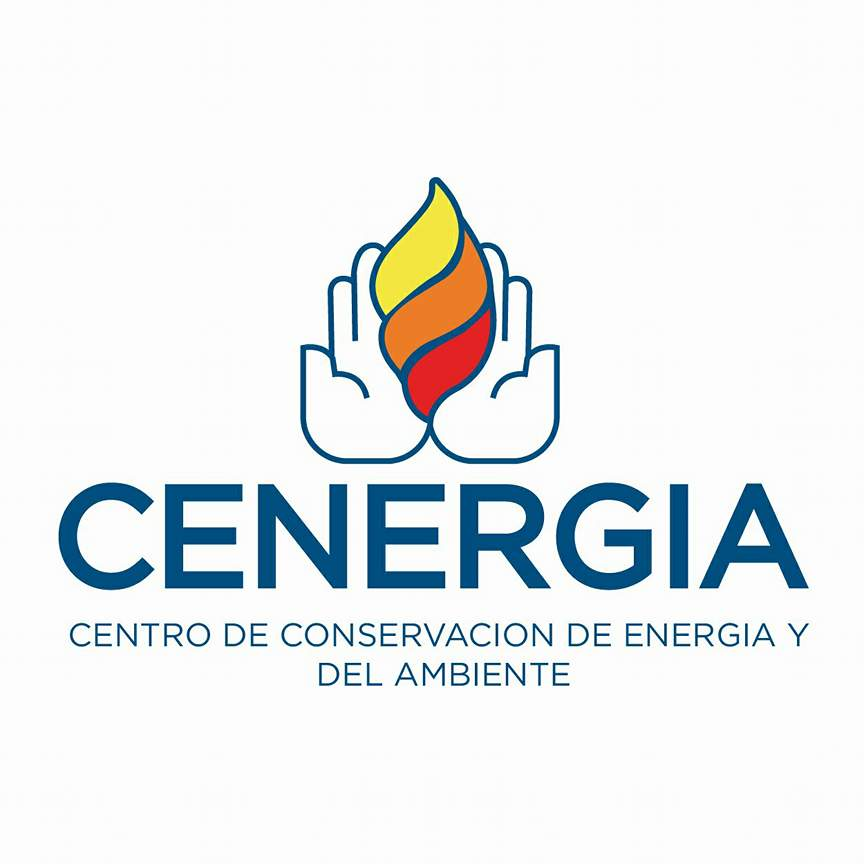 CENERGIA
CENTRO DE CONSERVACION DE ENERGIA Y
DEL AMBIENTE